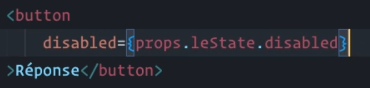 <button
disabled={props.leState.disabled}
>Réponse</button>